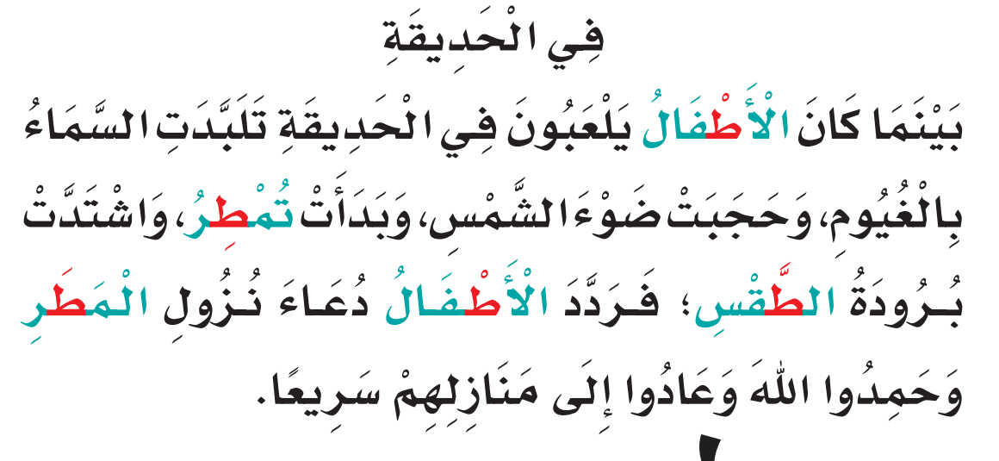 فِي الْحَدِيقَةِ
بَيْنَمَا كَانَ الْأَطْفَالُ يَلْعَبُونَ فِي الْحَدِيقَةِ تَلَبَّدَتِ السَّمَاءُ
بِالْغُيُومِ، وَحَجَبَتْ ضَوْءَ الشَّمْسِ، وَبَدَأَتْ تُمْطِرُ، وَاشْتَدَّتْ
بُرُودَةُ الطَّقْسِ؛ فَرَدَّدَ الْأَطْفَالُ دُعَاءَ نُزُولِ الْمَطَرِ
وَحَمِدُوا اللهَ وَعَادُوا إِلَى مَنَازِلِهِمْ سَرِيعًا.